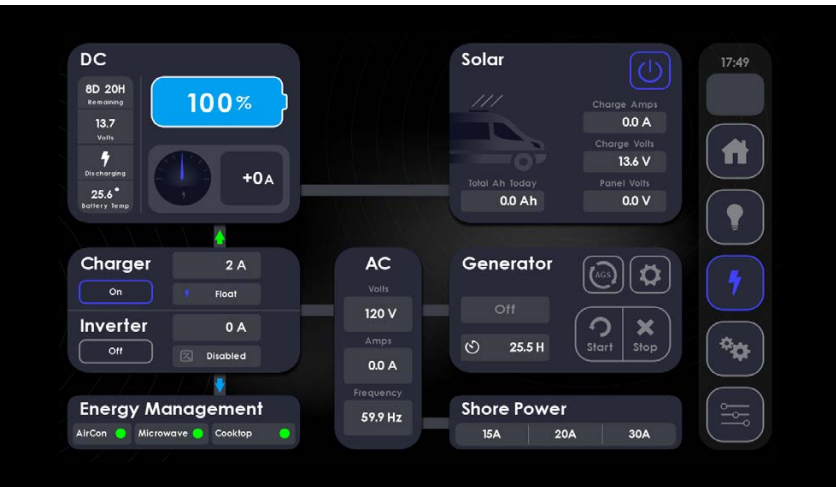 DC
8D 20H
Remaining
13.7
Volts
Discharging
25.6°
Battery Temp
100%
+0A
Solar
Charge Amps
0.0 A
Charge Volts
13.6 V
Total Ah Today
0.0 Ah
Panel Volts
0.0 V
17:49
Charger
2 A
On
Float
Inverter
0 A
Off
Disabled
AC
Volts
120 V
Amps
0.0 A
Frequency
59.9 Hz
Generator
AGS
Off
25.5 H
Start
Stop
Energy Management
AirCon
Microwave
Cooktop
Shore Power
15A 20A 30A